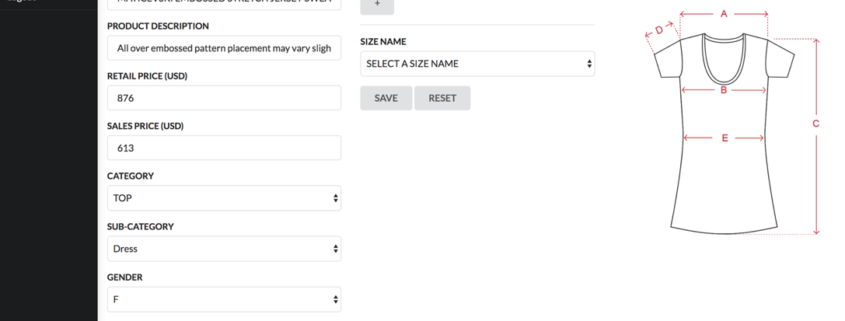 PRODUCT DESCRIPTION
All over embossed pattern placement may vary sligh
RETAIL PRICE (USD)
876
SALES PRICE (USD)
613
CATEGORY
TOP
SUB-CATEGORY
Dress
GENDER
F
+
SIZE NAME
SELECT A SIZE NAME
SAVE RESET
A
D
B
C
E